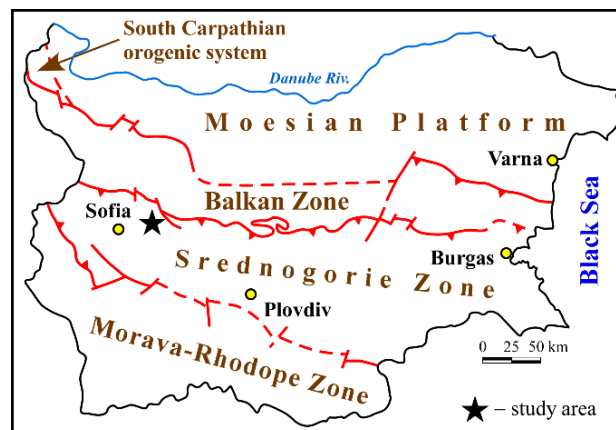 South Carpathian
orogenic system
Danube Riv.
Moesian Platform
Varna
Balkan Zone
Sofia
Black Sea
Srednogorie Zone
Burgas
Plovdiv
Morava-Rhodope Zone
0 25 50 km
– study area